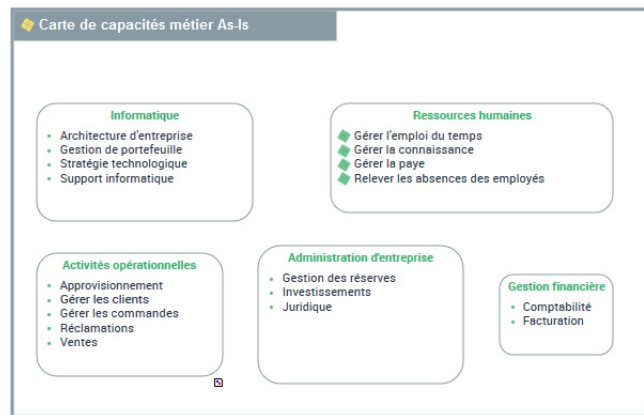 Carte de capacités métier As-Is
Informatique
Architecture d'entreprise
Gestion de portefeuille
Stratégie technologique
Support informatique
Ressources humaines
Gérer l'emploi du temps
Gérer la connaissance
Gérer la paye
Relever les absences des employés
Activités opérationnelles
Approvisionnement
Gérer les clients
Gérer les commandes
Réclamations
Ventes
Administration d'entreprise
Gestion des réserves
Investissements
Juridique
Gestion financière
Comptabilité
Facturation